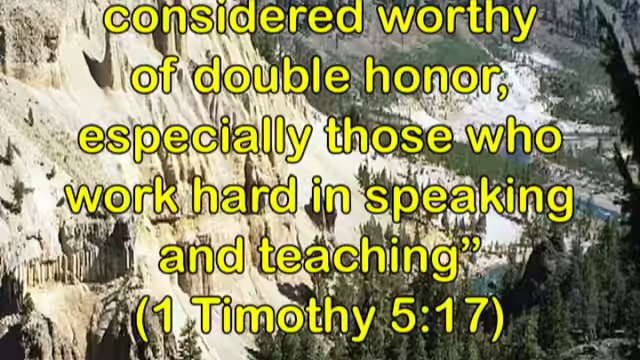 considered worthy
of double honor,
especially those who
work hard in speaking
and teaching”
(1 Timothy 5:17)